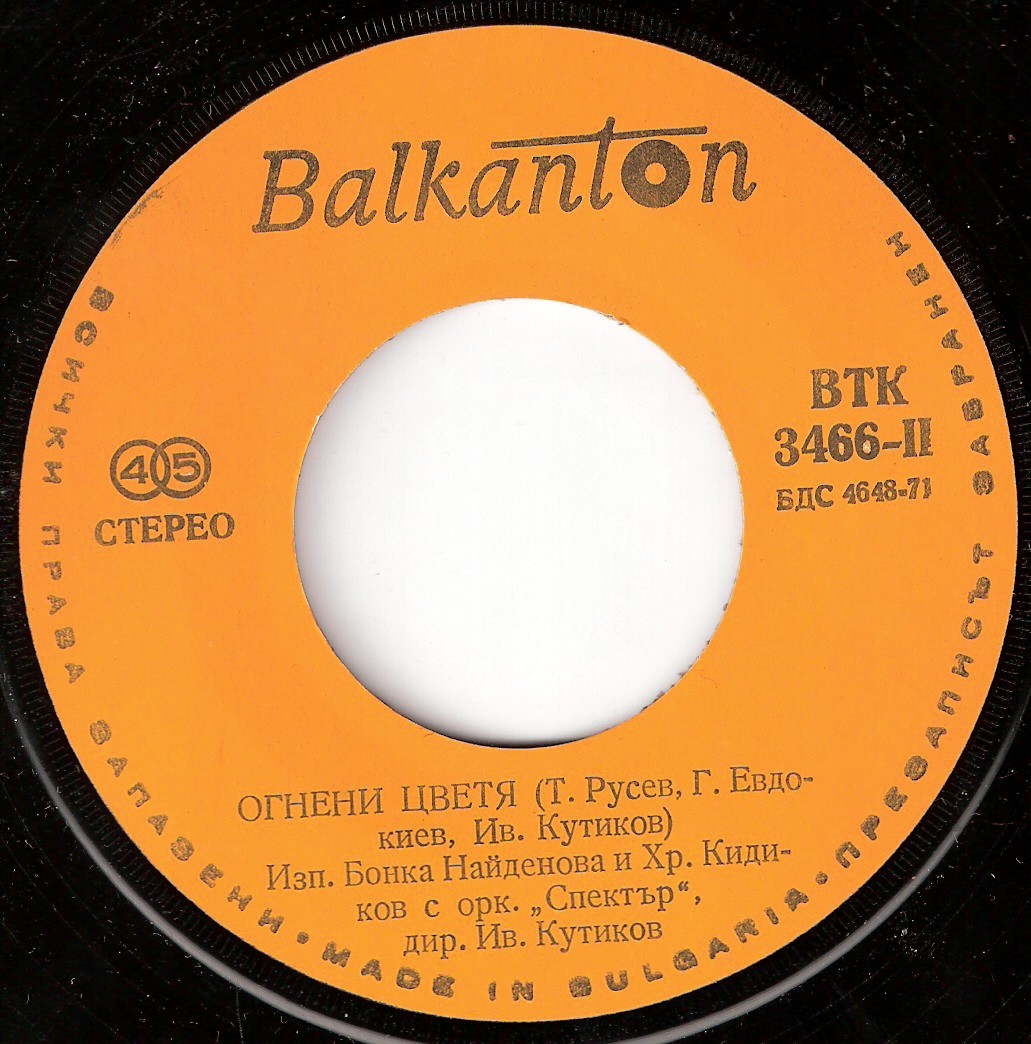 Balkanton
ВСИЧКИ ПРАВА ЗАПАЗЕНИ • MADE IN BULGARIA • ПРЕЗАПИСЪТ ЗАБРАНЕН
45
СТЕРЕО
ВТК
3466-II
БДС 4648-71
ОГНЕНИ ЦВЕТЯ (Т. Русев, Г. Евдо-
киев, Ив. Кутиков)
Изп. Бонка Найденова и Хр. Киди-
ков с орк. „Спектър“,
дир. Ив. Кутиков